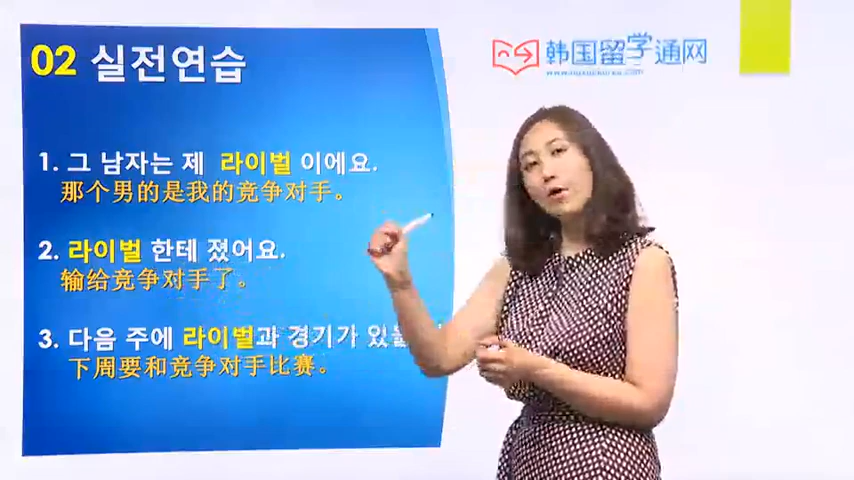 02 실전연습
韩国留学通网
1. 그 남자는 제 라이벌 이에요.
那个男的是我的竞争对手。
2. 라이벌 한테 졌어요.
输给竞争对手了。
3. 다음 주에 라이벌과 경기가
下周要和竞争对手比赛。